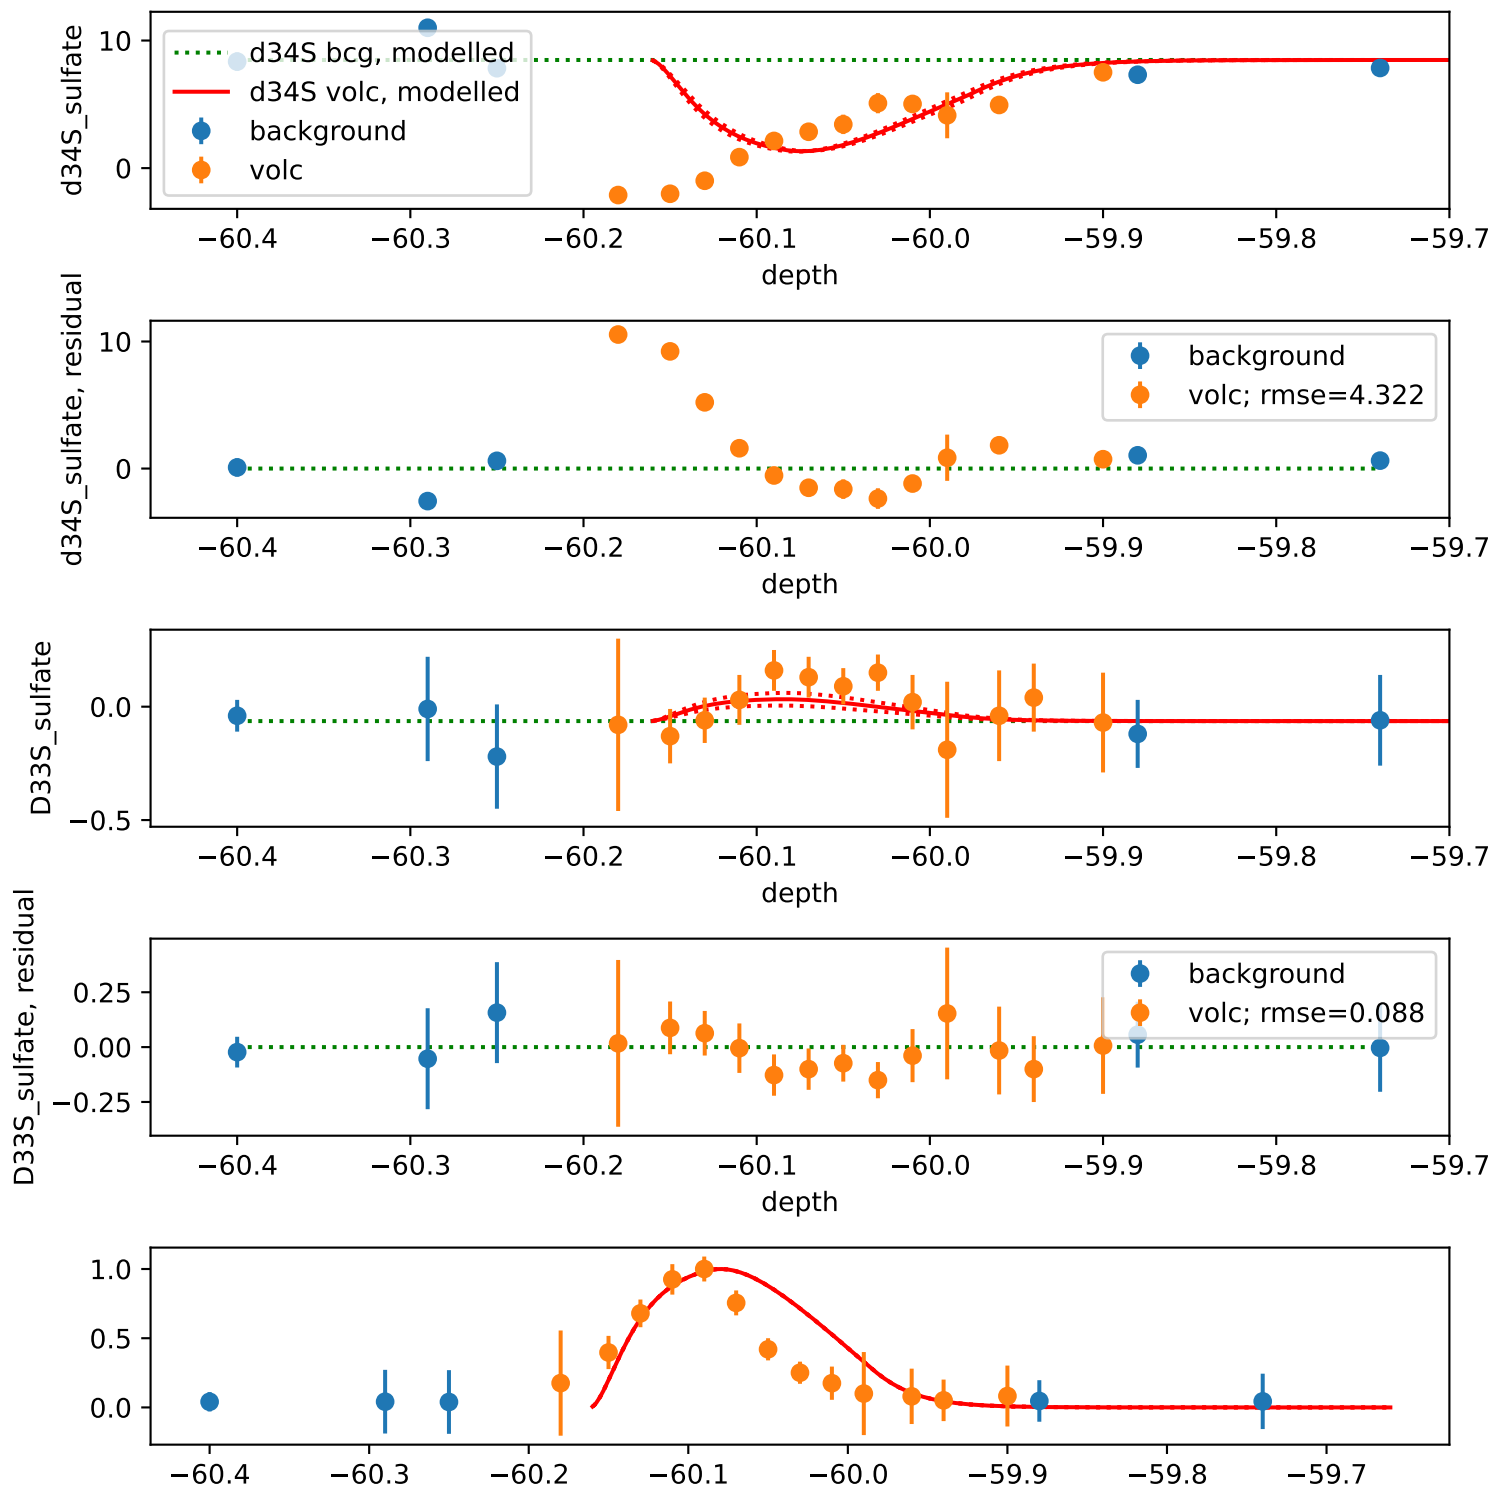 d34S_sulfate
10
0
d34S bcg, modelled
d34S volc, modelled
background
volc
−60.4 −60.3 −60.2 −60.1 −60.0 −59.9 −59.8 −59.7
depth
d34S_sulfate, residual
10
0
background
volc; rmse=4.322
−60.4 −60.3 −60.2 −60.1 −60.0 −59.9 −59.8 −59.7
depth
D33S_sulfate
0.0
−0.5
−60.4 −60.3 −60.2 −60.1 −60.0 −59.9 −59.8 −59.7
depth
D33S_sulfate, residual
0.25
0.00
−0.25
background
volc; rmse=0.088
−60.4 −60.3 −60.2 −60.1 −60.0 −59.9 −59.8 −59.7
depth
1.0
0.5
0.0
−60.4 −60.3 −60.2 −60.1 −60.0 −59.9 −59.8 −59.7